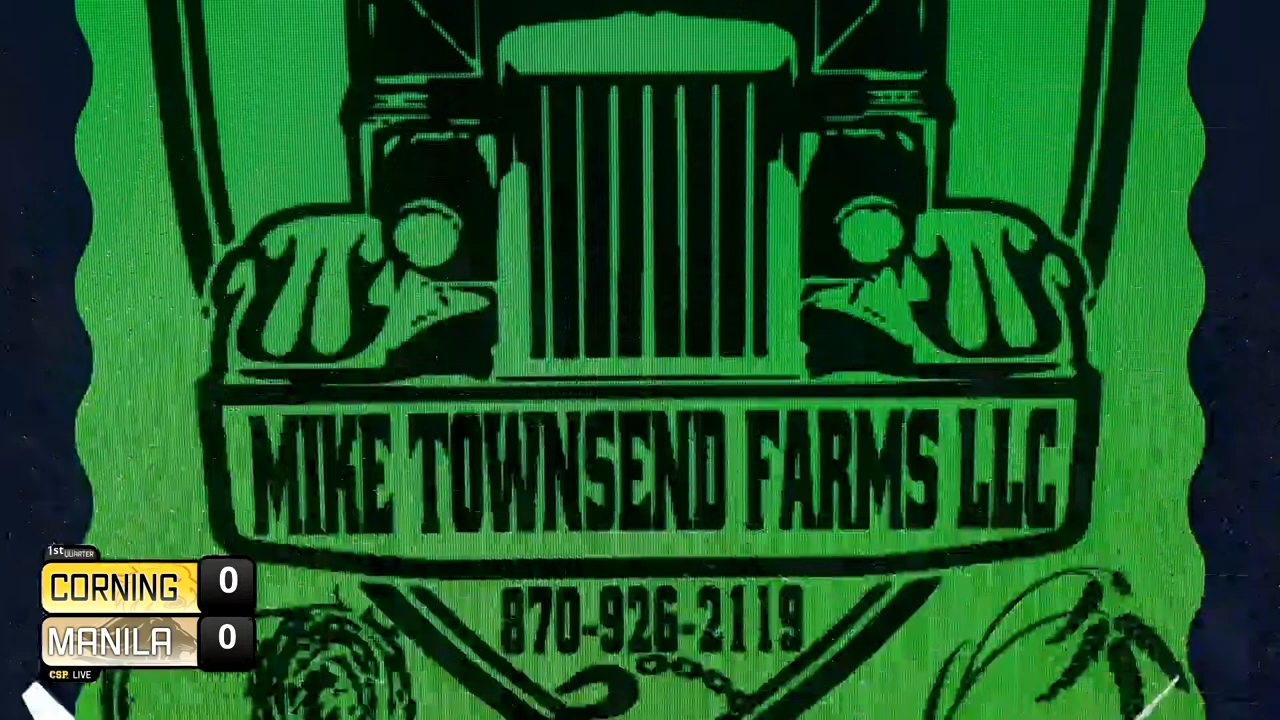 MIKE TOWNSEND FARMS LLC
870-926-2119
1st QUARTER
CORNING 0
MANILA 0
CSP. LIVE